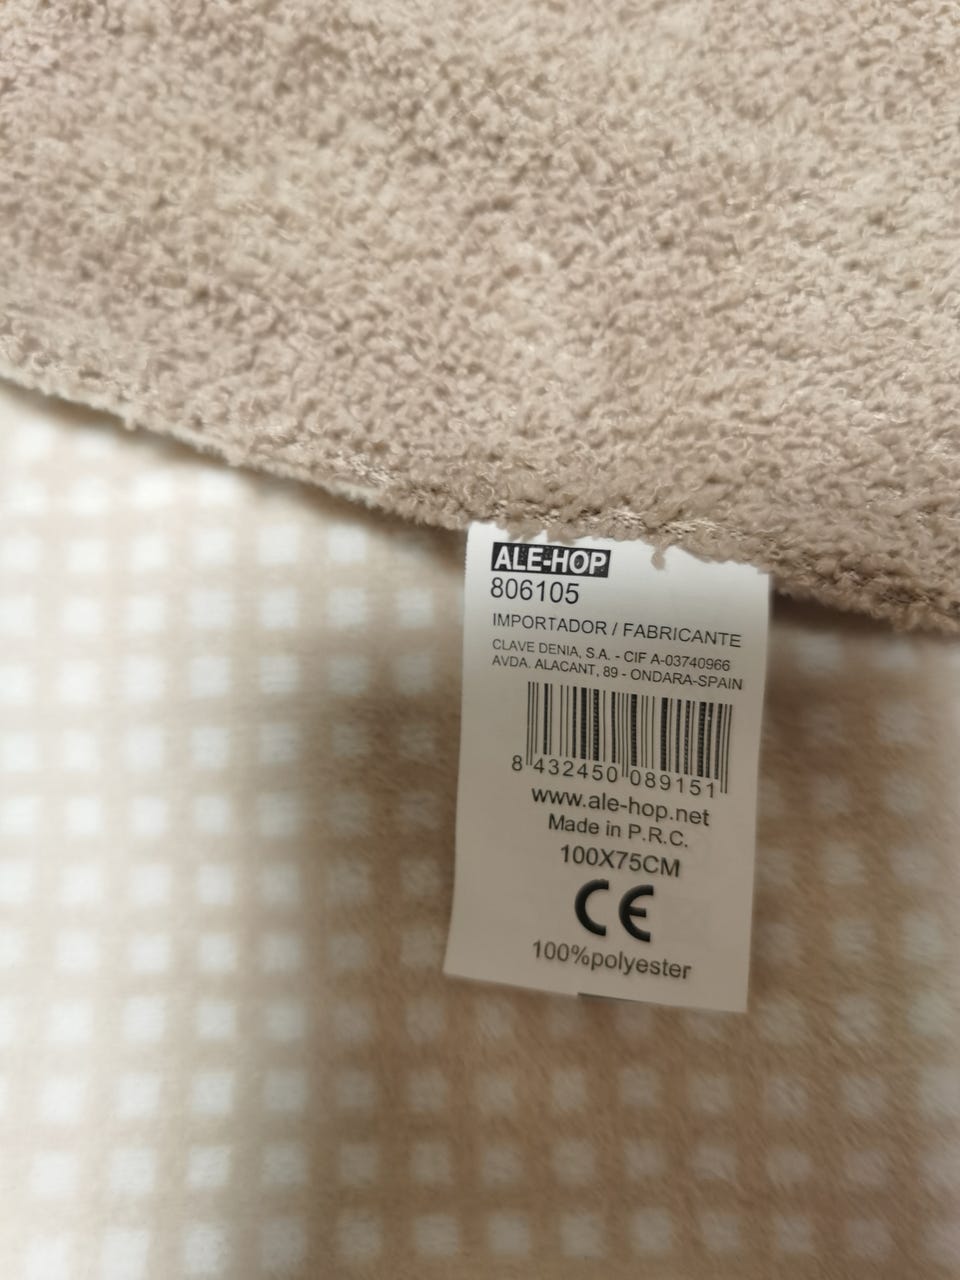 ALE-HOP
806105
IMPORTADOR / FABRICANTE
CLAVE DENIA, S.A. - CIF A-03740966
AVDA. ALACANT, 89 - ONDARA-SPAIN
8 432450 089151
www.ale-hop.net
Made in P.R.C.
100X75CM
CE
100%polyester